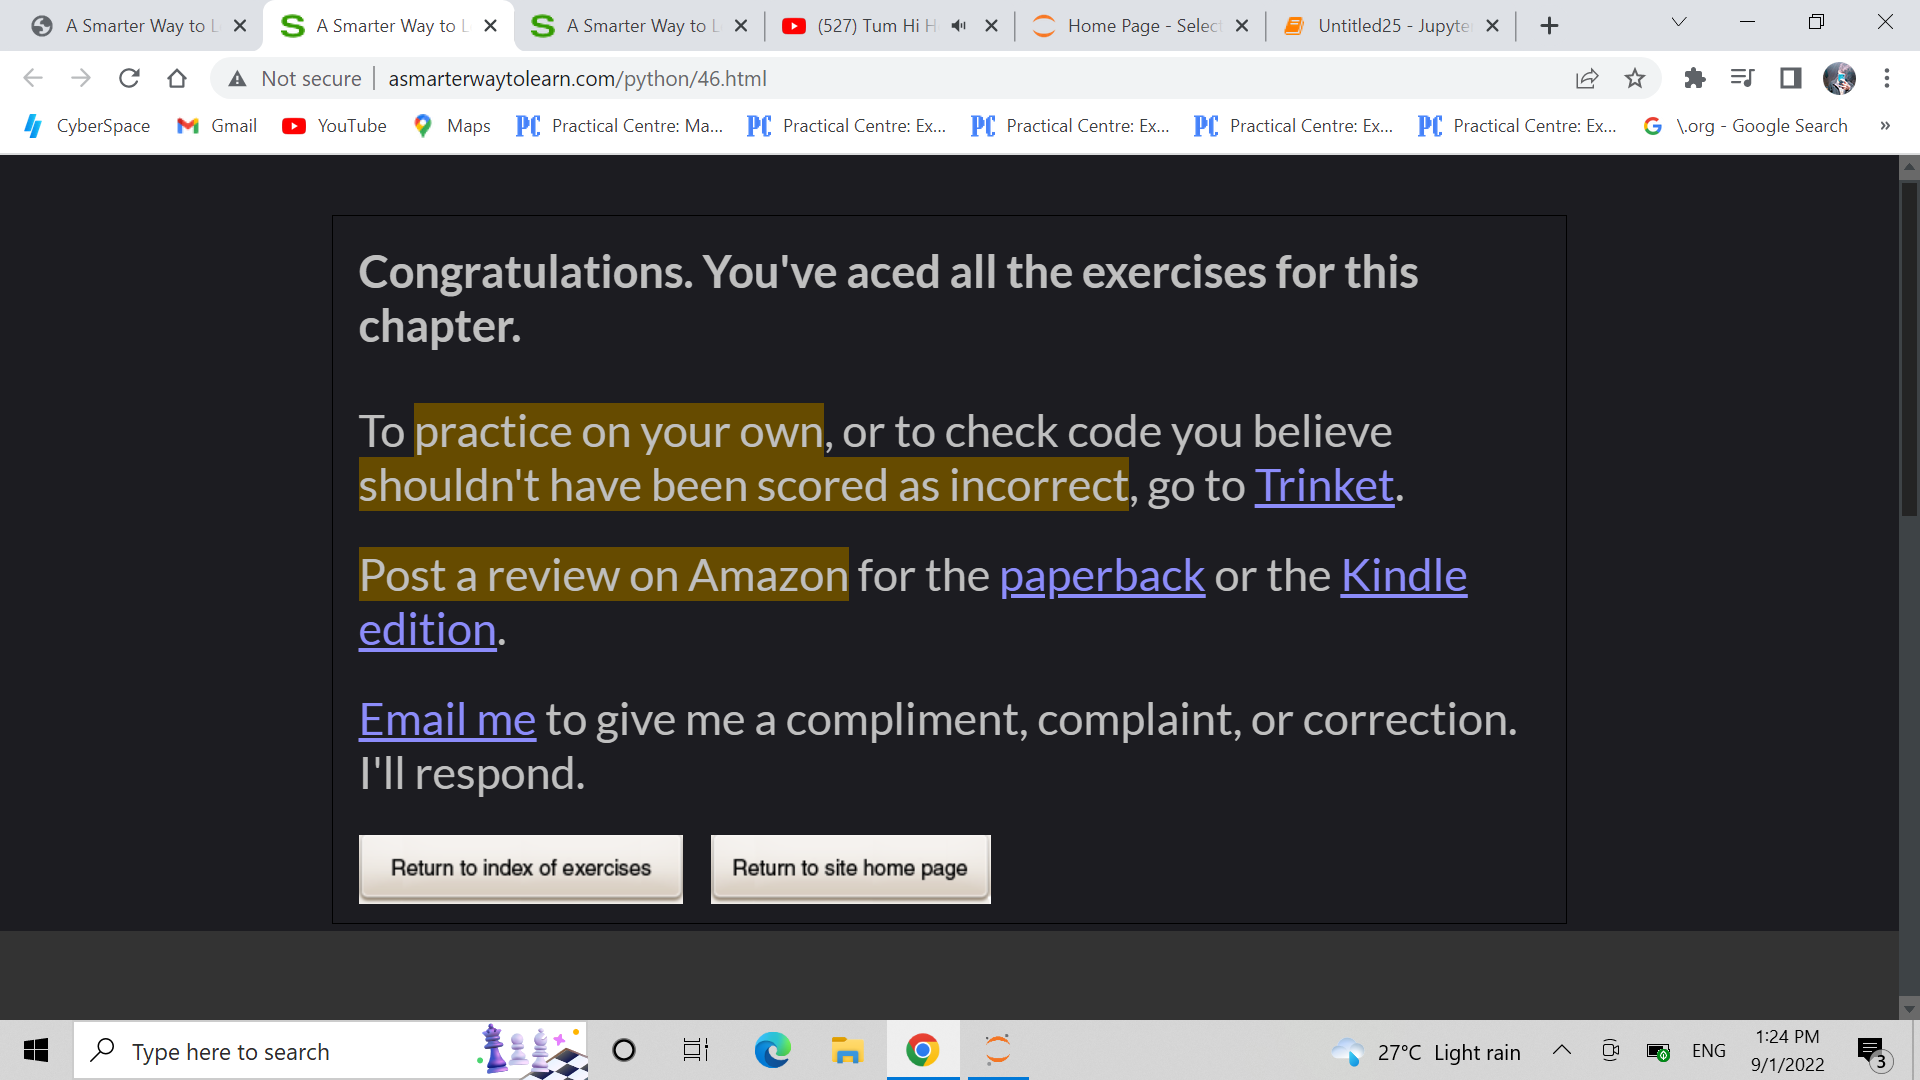 A Smarter Way to L
A Smarter Way to L
A Smarter Way to L
(527) Tum Hi H
Home Page - Select
Untitled25 - Jupyte
Not secure
asmarterwaytolearn.com/python/46.html
CyberSpace
Gmail
YouTube
Maps
PC Practical Centre: Ma...
PC Practical Centre: Ex...
PC Practical Centre: Ex...
PC Practical Centre: Ex...
PC Practical Centre: Ex...
\.org - Google Search
»
Congratulations. You've aced all the exercises for this
chapter.
To practice on your own, or to check code you believe
shouldn't have been scored as incorrect, go to Trinket.
Post a review on Amazon for the paperback or the Kindle
edition.
Email me to give me a compliment, complaint, or correction.
I'll respond.
Return to index of exercises
Return to site home page
Type here to search
27°C Light rain
ENG
1:24 PM
9/1/2022
3